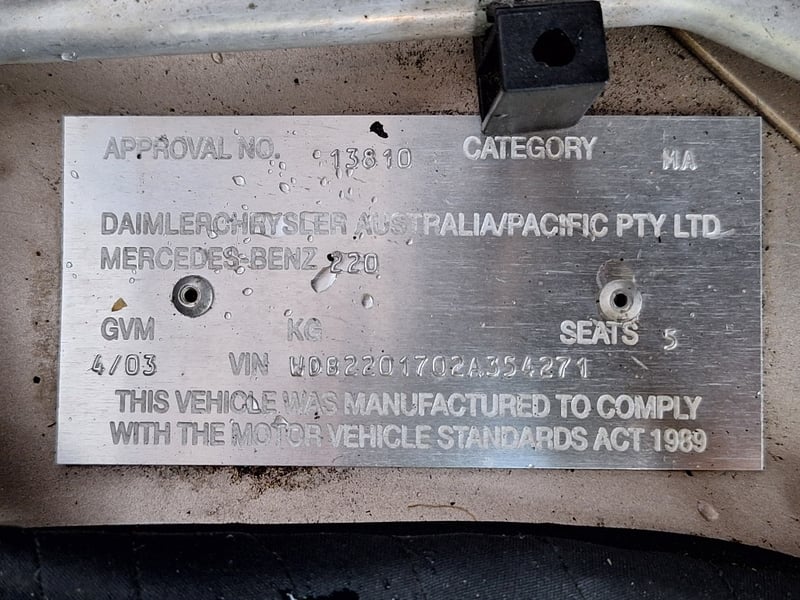 APPROVAL NO. 13810 CATEGORY MA
DAIMLERCHRYSLER AUSTRALIA/PACIFIC PTY LTD
MERCEDES-BENZ 220
GVM KG SEATS 5
4/03 VIN WDB2201702A354271
THIS VEHICLE WAS MANUFACTURED TO COMPLY
WITH THE MOTOR VEHICLE STANDARDS ACT 1989